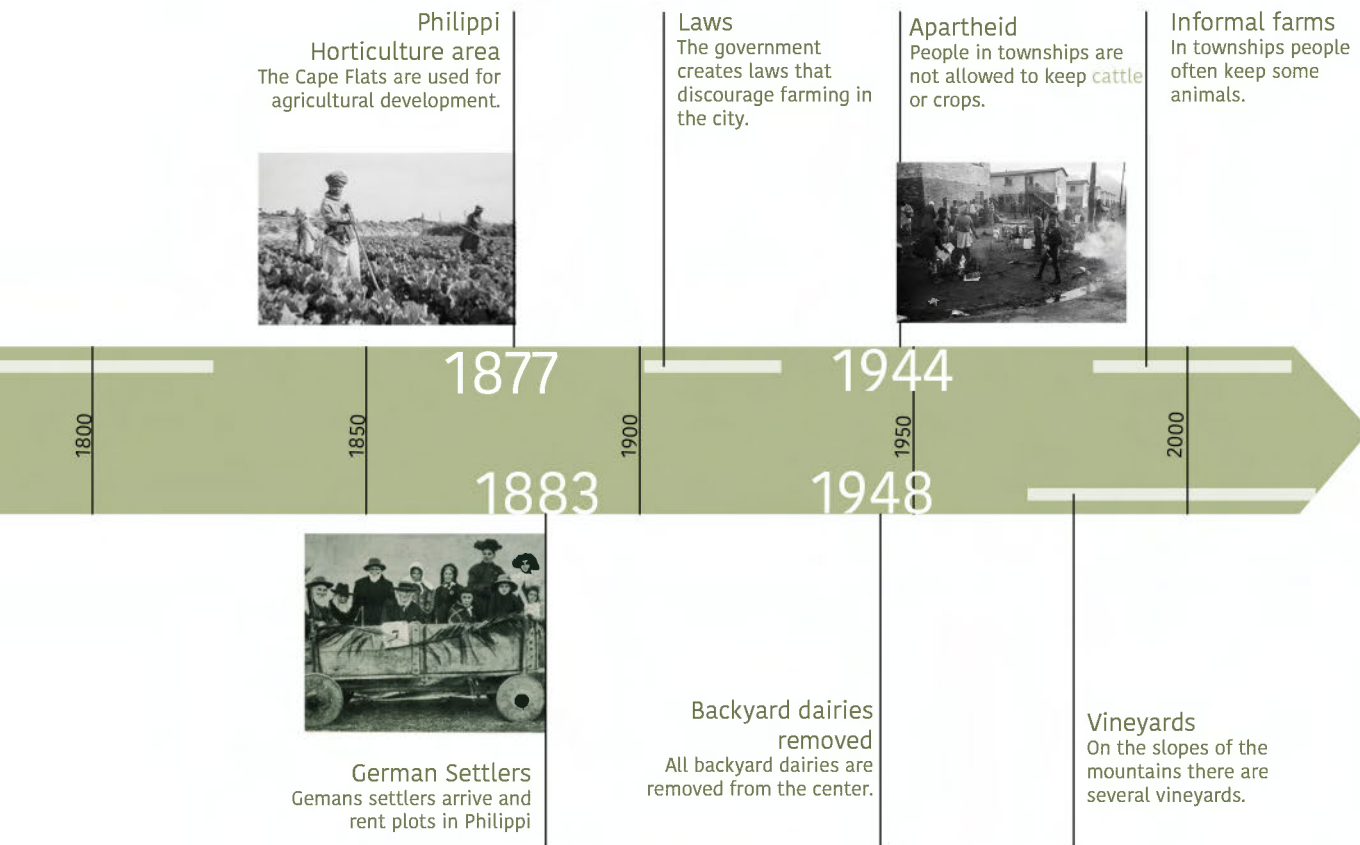 Philippi
Horticulture area
The Cape Flats are used for
agricultural development.
Laws
The government
creates laws that
discourage farming in
the city.
Apartheid
People in townships are
not allowed to keep cattle
or crops.
Informal farms
In townships people
often keep some
animals.
1877
1944
1800
1850
1900
1950
2000
1883
1948
German Settlers
Gemans settlers arrive and
rent plots in Philippi
Backyard dairies
removed
All backyard dairies are
removed from the center.
Vineyards
On the slopes of the
mountains there are
several vineyards.